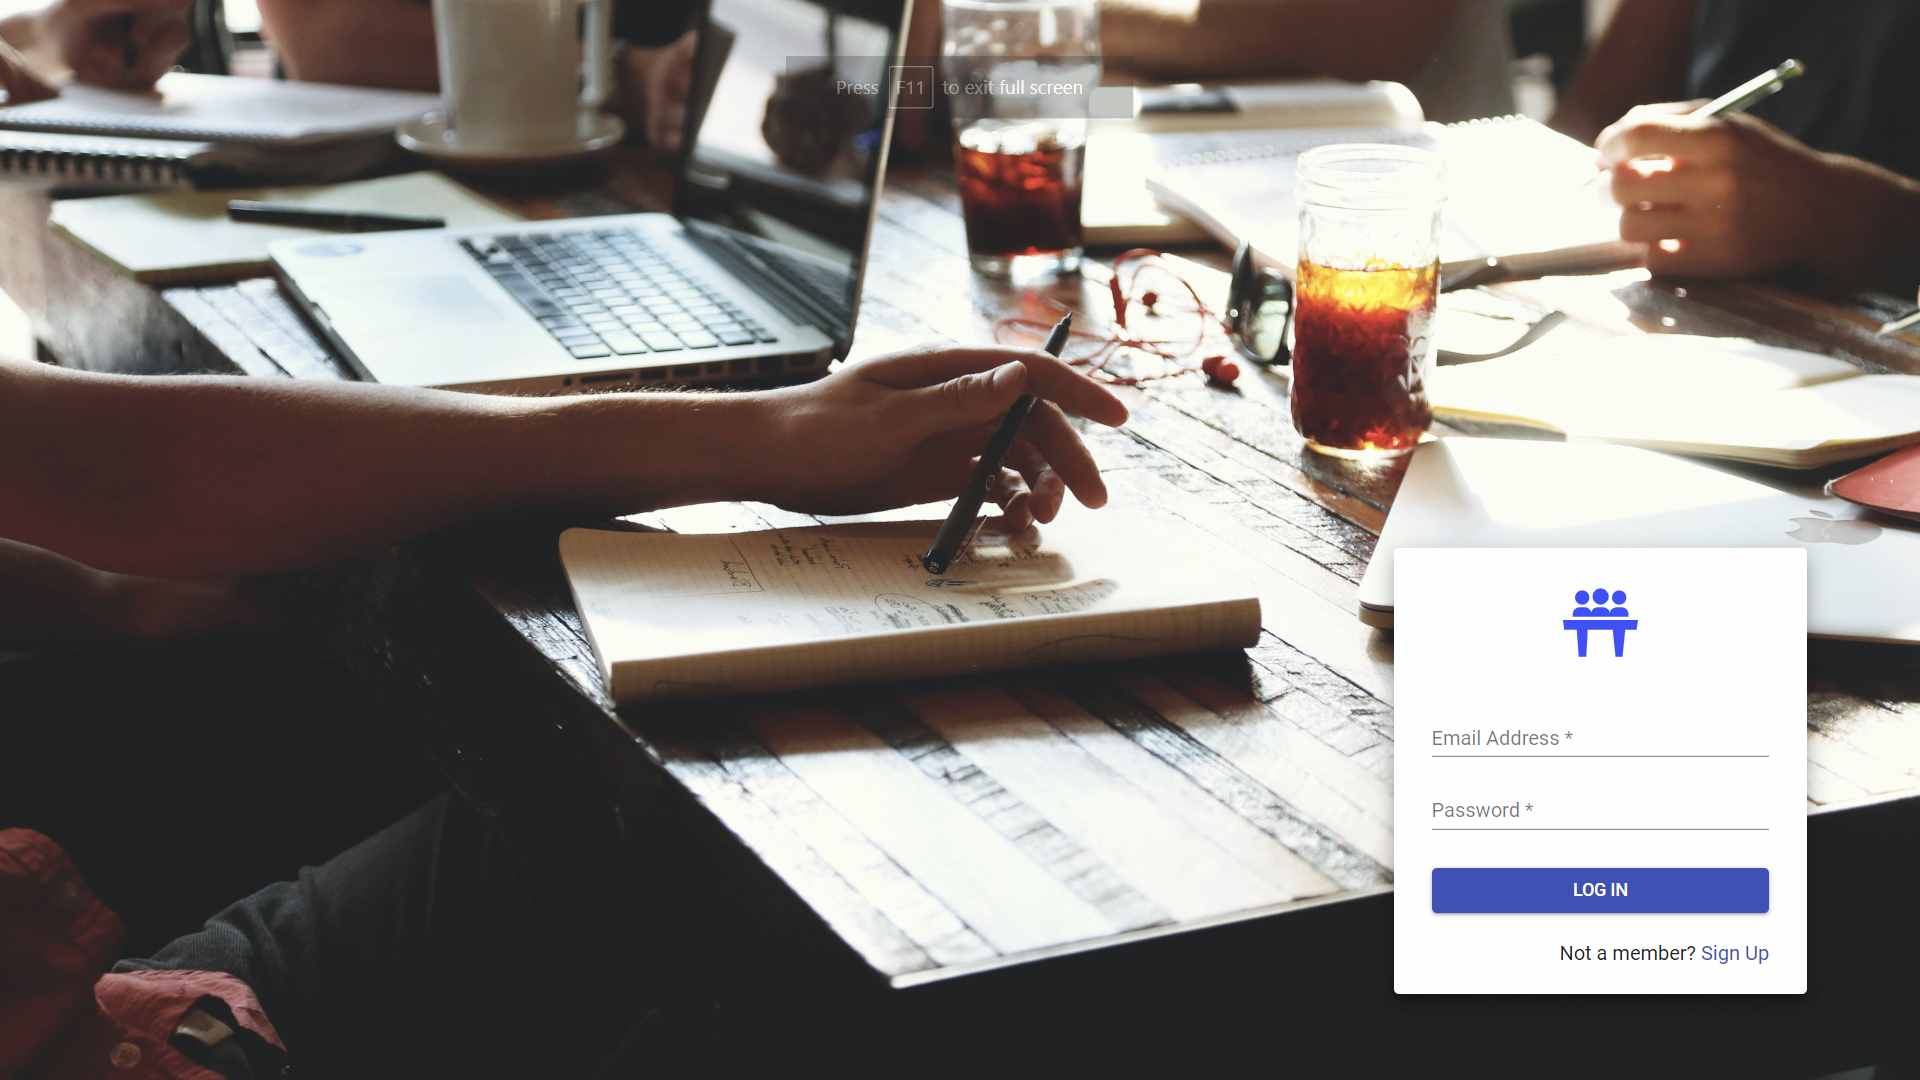 Press F11 to exit full screen
Email Address *
Password *
LOG IN
Not a member? Sign Up